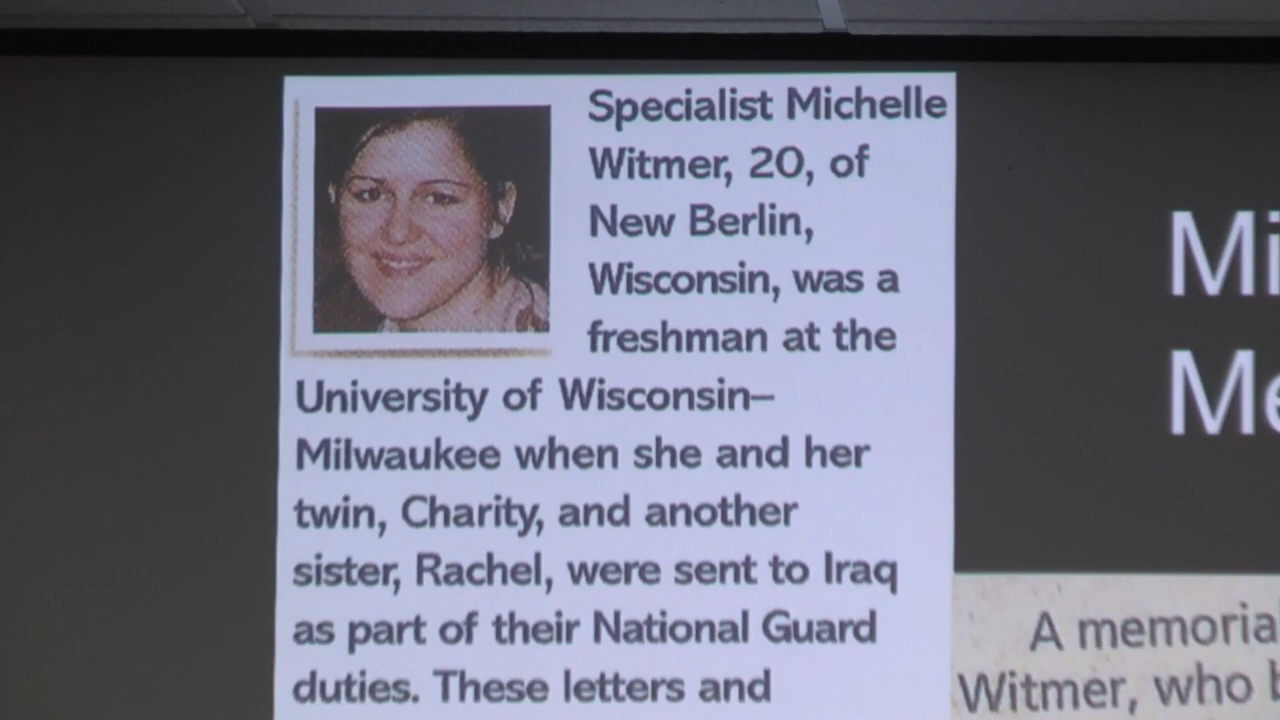 Specialist Michelle
Witmer, 20, of
New Berlin,
Wisconsin, was a
freshman at the
University of Wisconsin–
Milwaukee when she and her
twin, Charity, and another
sister, Rachel, were sent to Iraq
as part of their National Guard
duties. These letters and
Mi
Me
A memoria
Witmer, who b